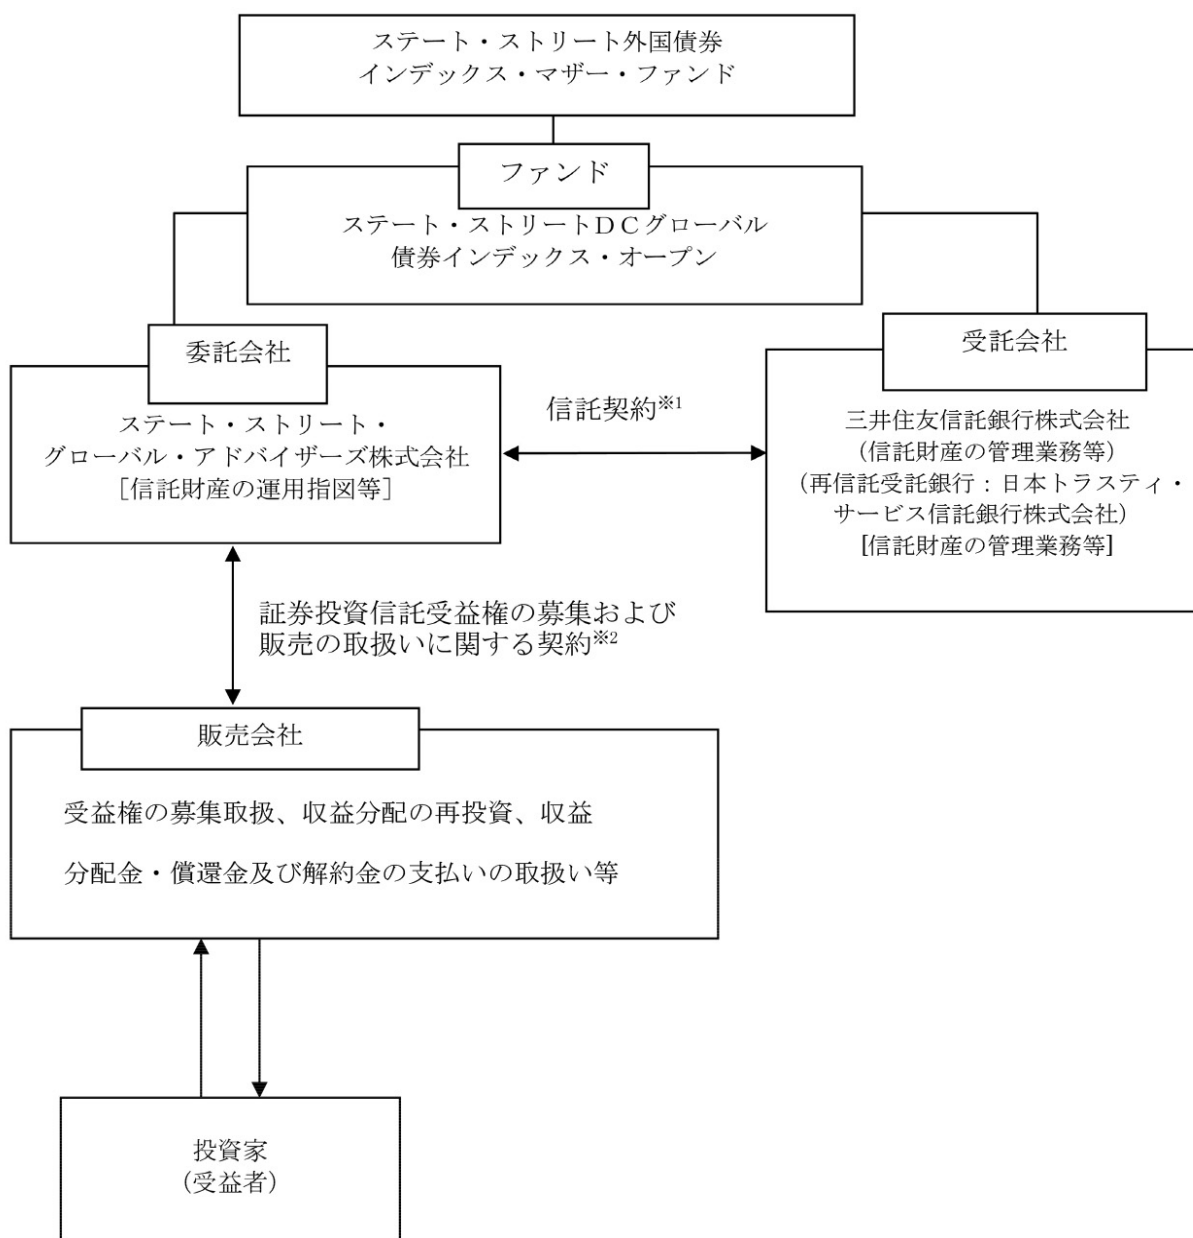 ステート・ストリート外国債券
インデックス・マザー・ファンド
ファンド
ステート・ストリートＤＣグローバル
債券インデックス・オープン
委託会社
ステート・ストリート・
グローバル・アドバイザーズ株式会社
［信託財産の運用指図等］
信託契約※1
受託会社
三井住友信託銀行株式会社
（信託財産の管理業務等）
（再信託受託銀行：日本トラスティ・
サービス信託銀行株式会社）
[信託財産の管理業務等]
証券投資信託受益権の募集および
販売の取扱いに関する契約※2
販売会社
受益権の募集取扱、収益分配の再投資、収益
分配金・償還金及び解約金の支払いの取扱い等
投資家
（受益者）